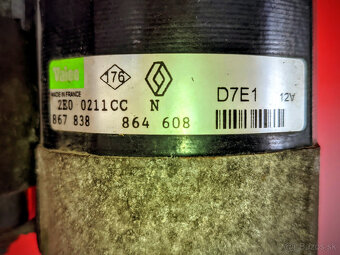 Valeo
MADE IN FRANCE
176
D7E1
12V
2E0 0211CC N
867 838 864 608